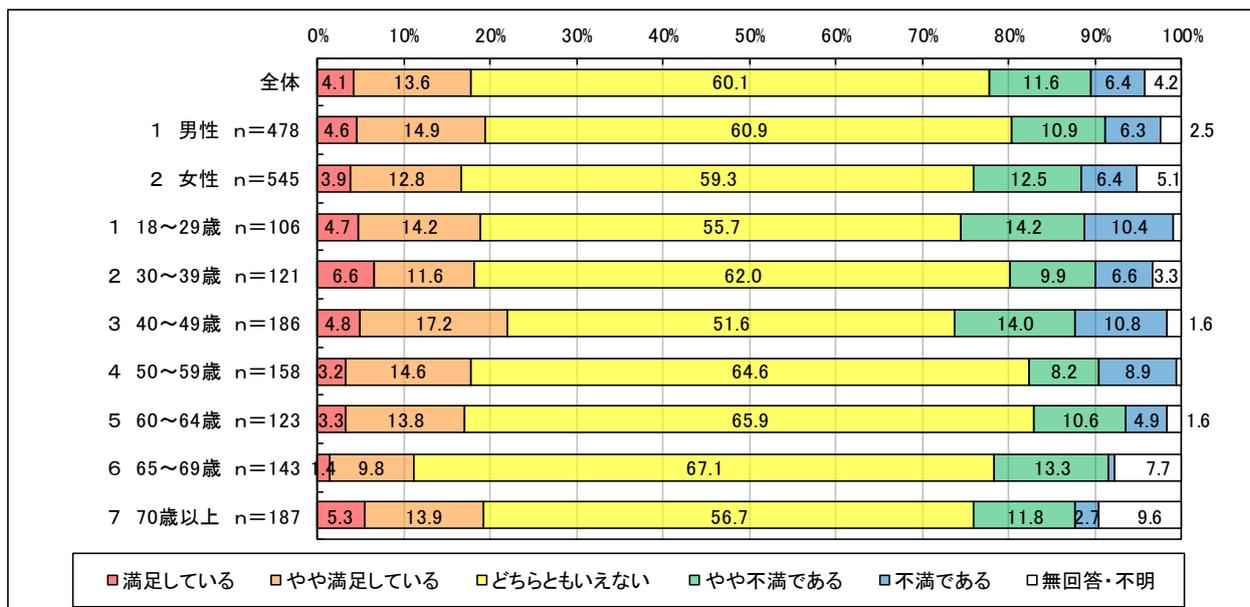 0% 10% 20% 30% 40% 50% 60% 70% 80% 90% 100%
全体 4.1 13.6 60.1 11.6 6.4 4.2
1 男性 n=478 4.6 14.9 60.9 10.9 6.3 2.5
2 女性 n=545 3.9 12.8 59.3 12.5 6.4 5.1
1 18～29歳 n=106 4.7 14.2 55.7 14.2 10.4
2 30～39歳 n=121 6.6 11.6 62.0 9.9 6.6 3.3
3 40～49歳 n=186 4.8 17.2 51.6 14.0 10.8 1.6
4 50～59歳 n=158 3.2 14.6 64.6 8.2 8.9
5 60～64歳 n=123 3.3 13.8 65.9 10.6 4.9 1.6
6 65～69歳 n=143 1.4 9.8 67.1 13.3 7.7
7 70歳以上 n=187 5.3 13.9 56.7 11.8 2.7 9.6
満足している やや満足している どちらともいえない やや不満である 不満である 無回答・不明